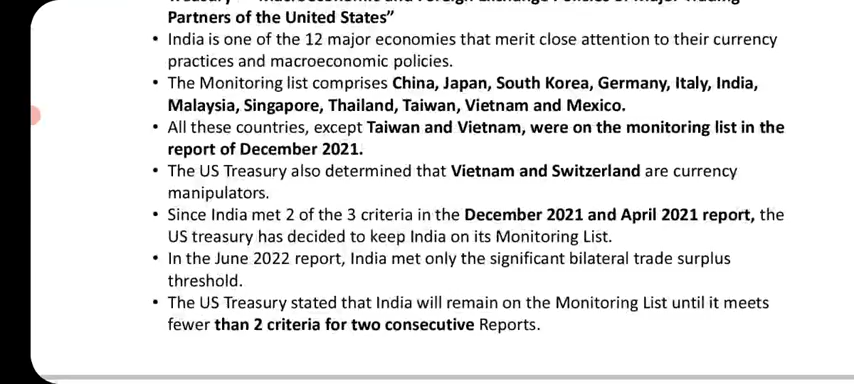 Partners of the United States”
• India is one of the 12 major economies that merit close attention to their currency
practices and macroeconomic policies.
• The Monitoring list comprises China, Japan, South Korea, Germany, Italy, India,
Malaysia, Singapore, Thailand, Taiwan, Vietnam and Mexico.
• All these countries, except Taiwan and Vietnam, were on the monitoring list in the
report of December 2021.
• The US Treasury also determined that Vietnam and Switzerland are currency
manipulators.
• Since India met 2 of the 3 criteria in the December 2021 and April 2021 report, the
US treasury has decided to keep India on its Monitoring List.
• In the June 2022 report, India met only the significant bilateral trade surplus
threshold.
• The US Treasury stated that India will remain on the Monitoring List until it meets
fewer than 2 criteria for two consecutive Reports.